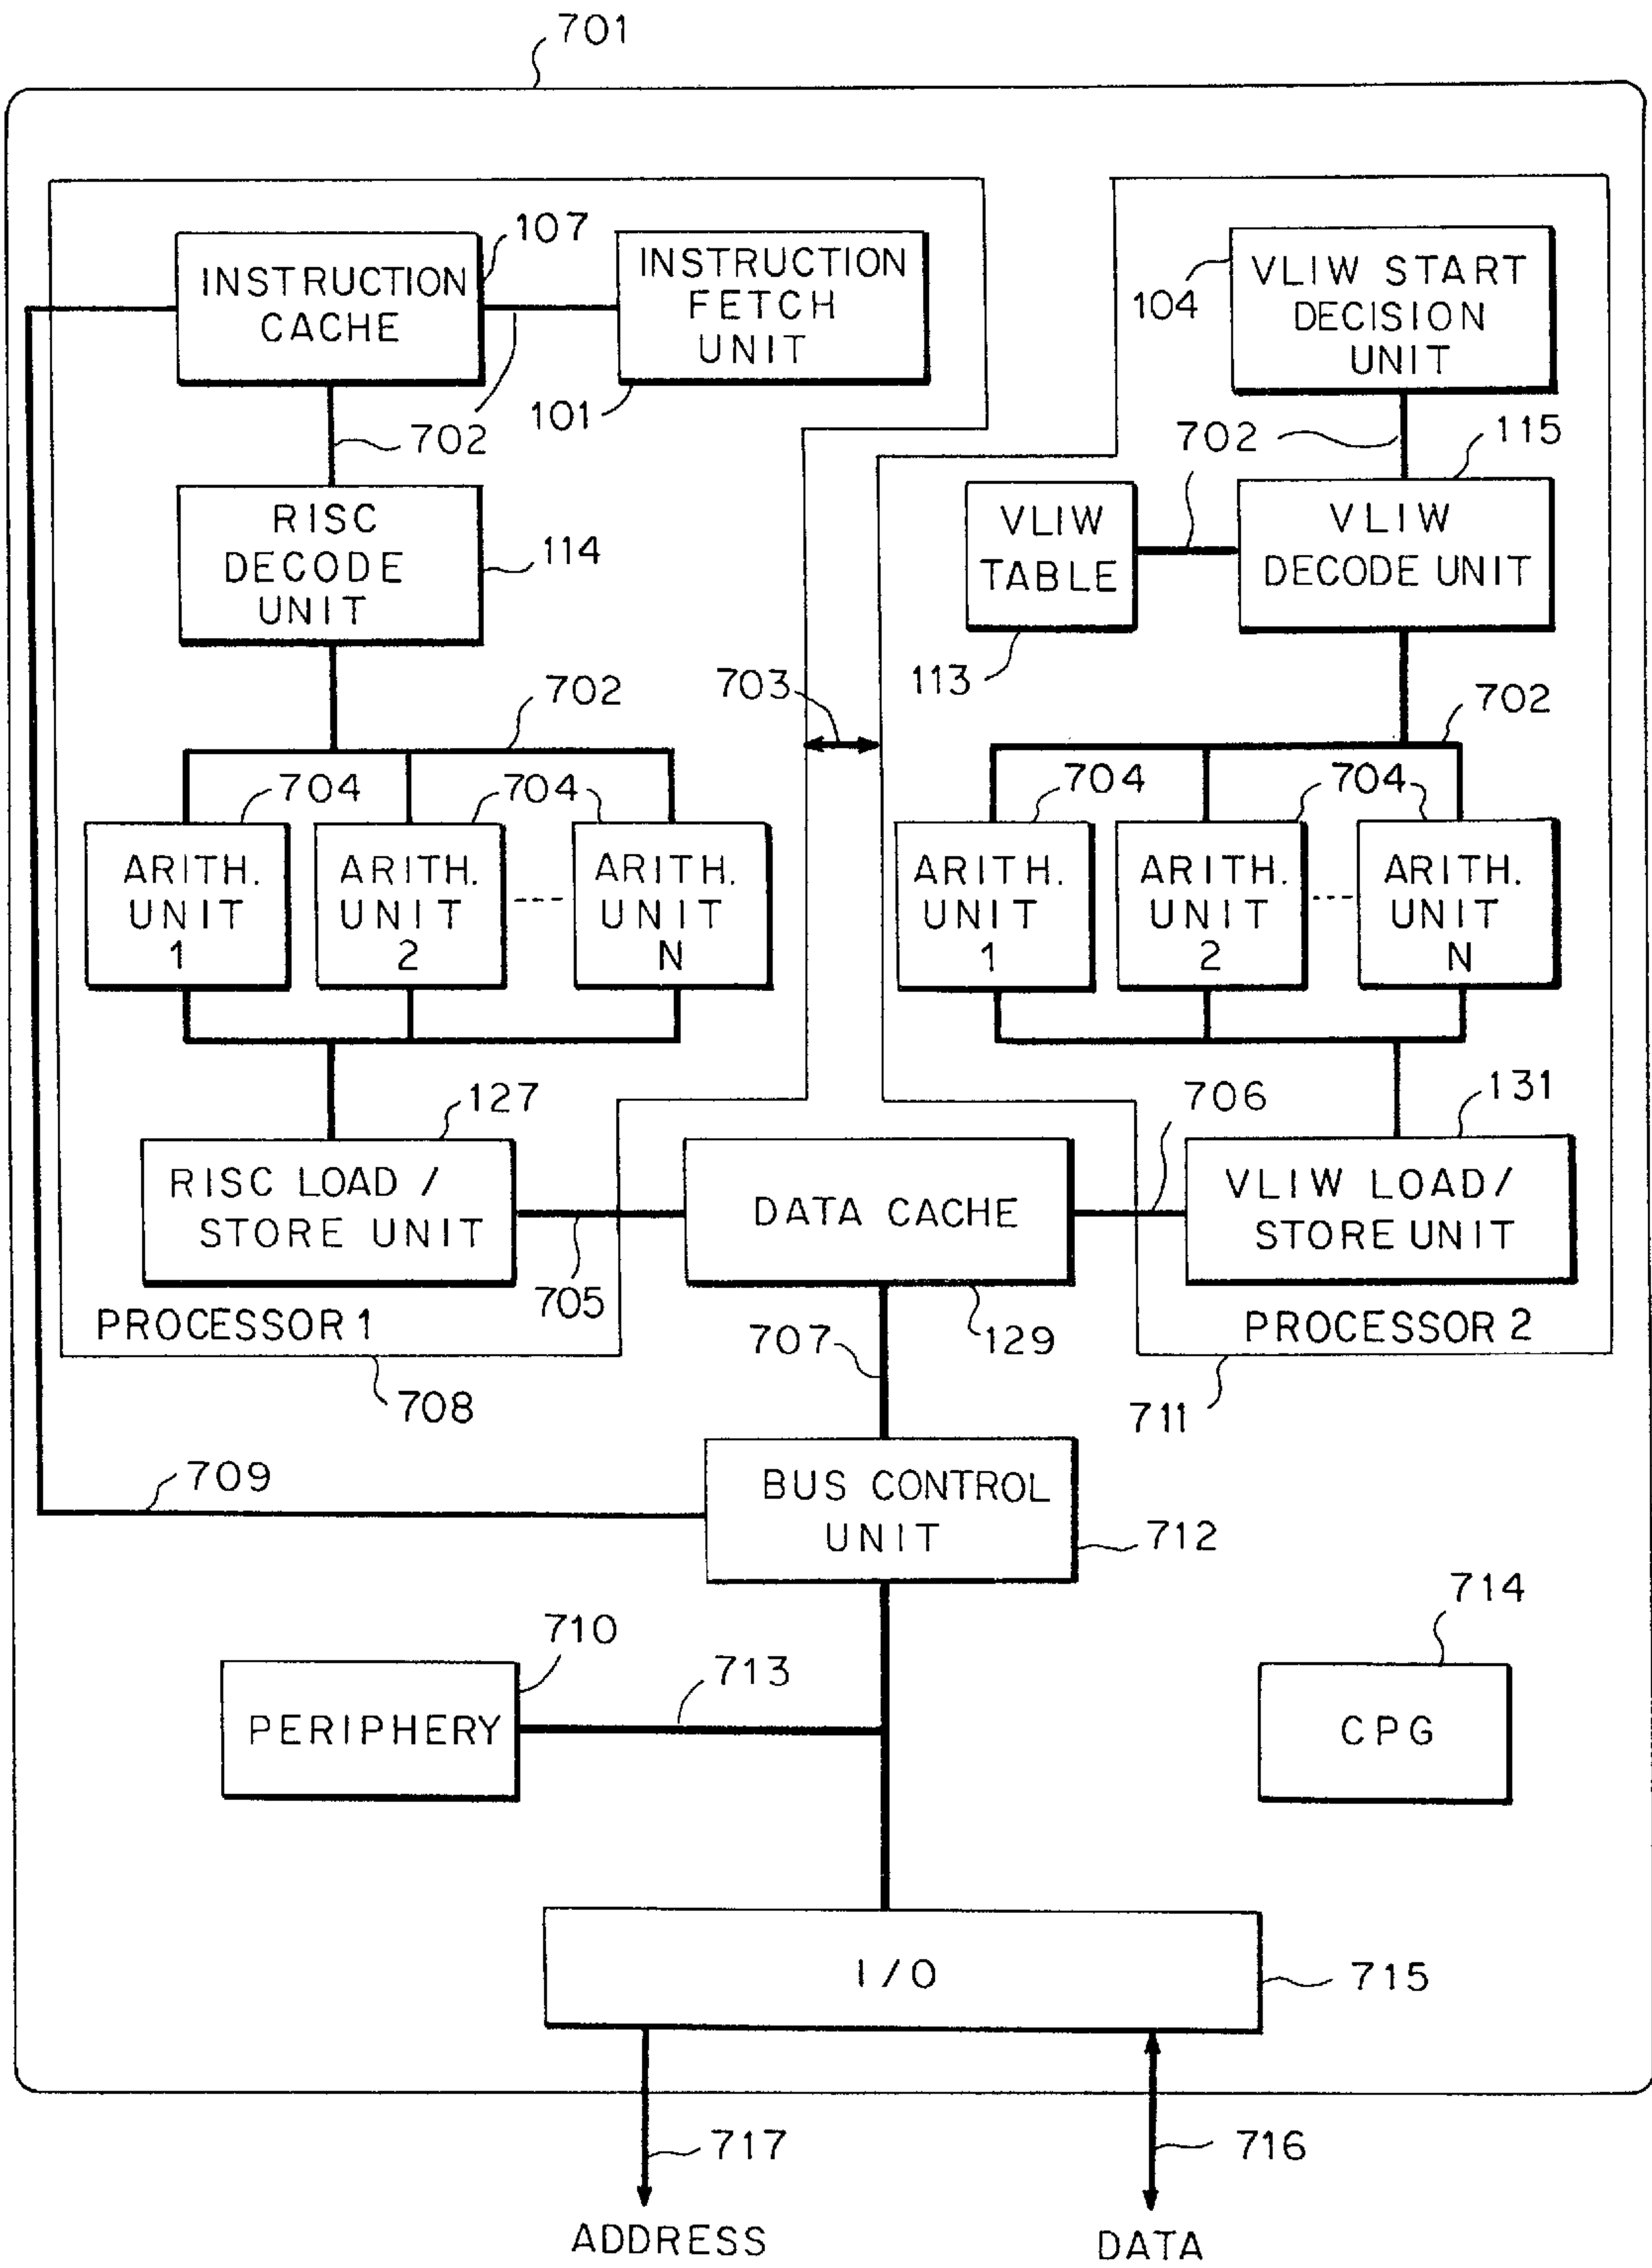 701
107
INSTRUCTION
CACHE
INSTRUCTION
FETCH
UNIT
101
702
104
VLIW START
DECISION
UNIT
702
115
RISC
DECODE
UNIT
114
VLIW
TABLE
113
VLIW
DECODE UNIT
703
702
702
704
704
704
704
ARITH.
UNIT
1
ARITH.
UNIT
2
ARITH.
UNIT
N
ARITH.
UNIT
1
ARITH.
UNIT
2
ARITH.
UNIT
N
127
706
131
RISC LOAD /
STORE UNIT
705
DATA CACHE
129
VLIW LOAD/
STORE UNIT
PROCESSOR 1
708
707
PROCESSOR 2
711
709
BUS CONTROL
UNIT
712
710
713
714
PERIPHERY
CPG
I/O
715
717
716
ADDRESS
DATA